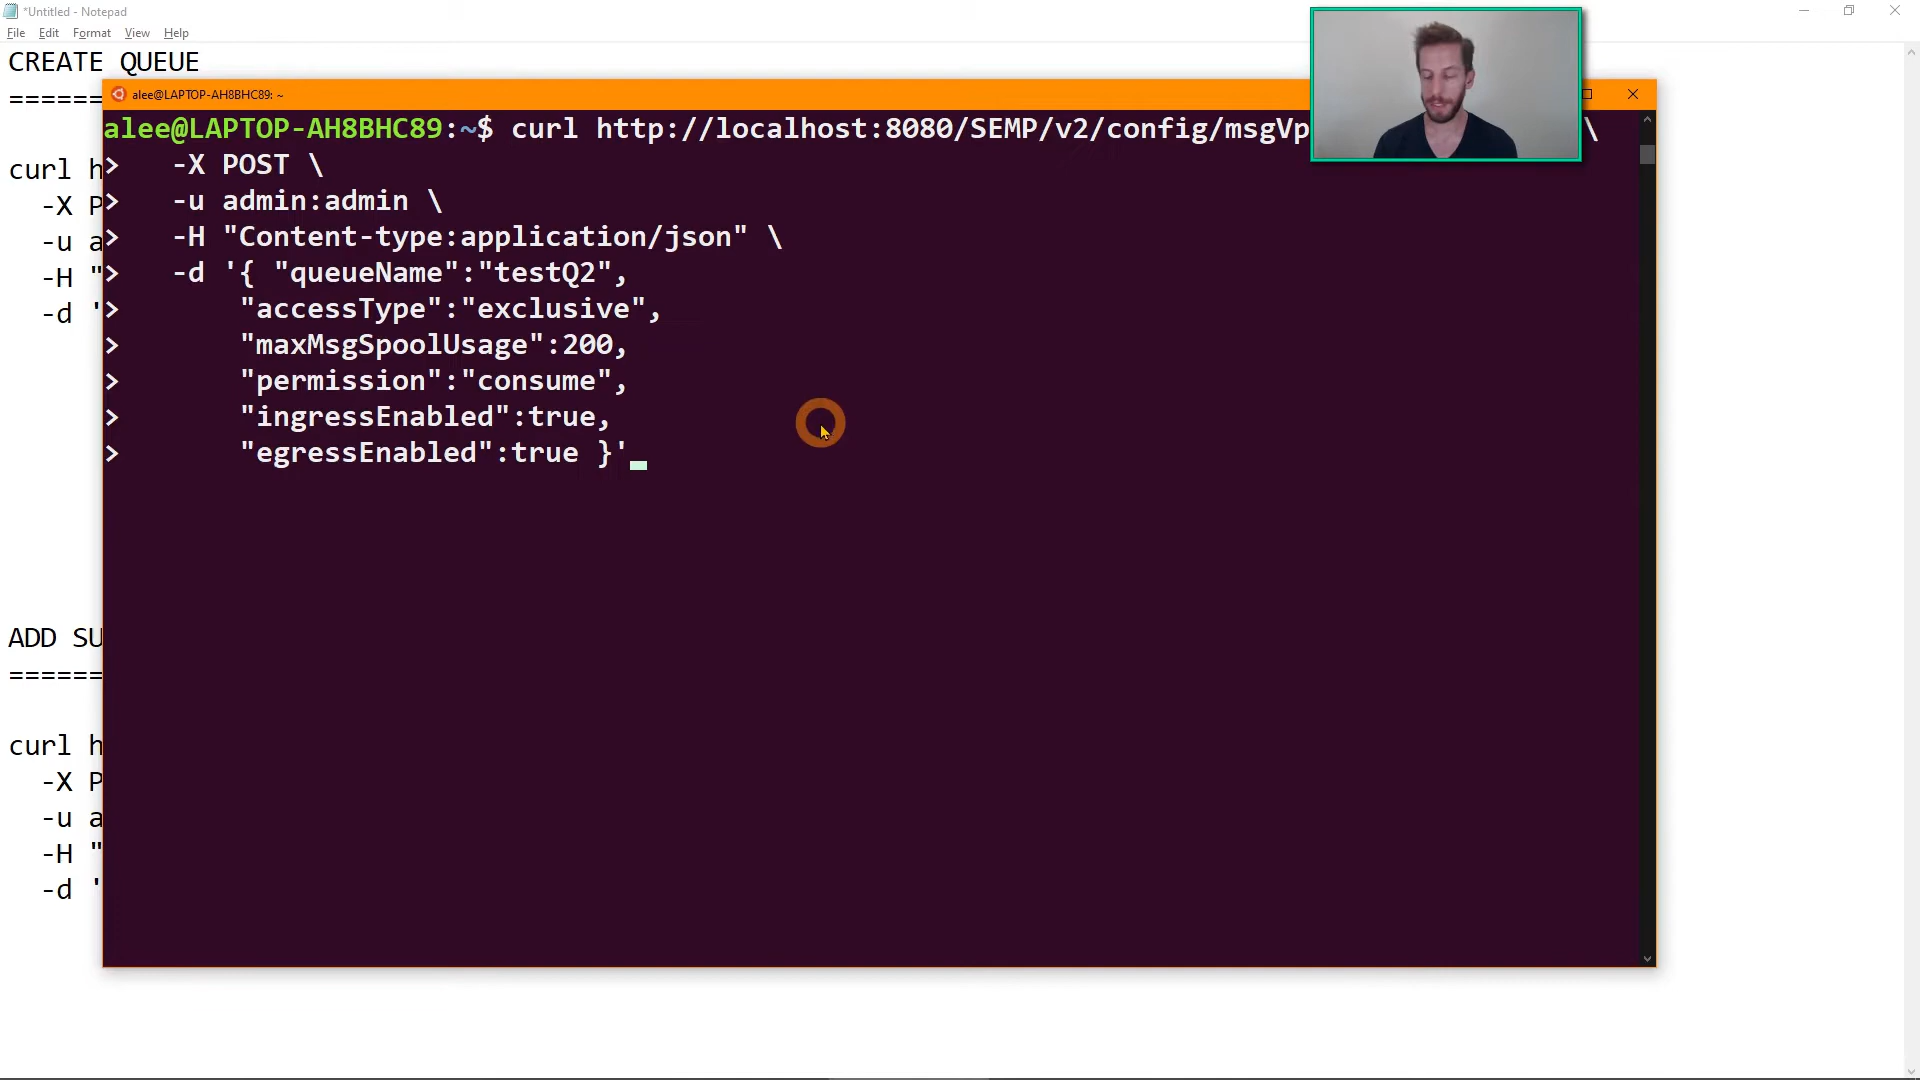 *Untitled - Notepad
File Edit Format View Help
CREATE QUEUE
======
alee@LAPTOP-AH8BHC89: ~
alee@LAPTOP-AH8BHC89:~$ curl http://localhost:8080/SEMP/v2/config/msgVp \
> -X POST \
> -u admin:admin \
> -H "Content-type:application/json" \
> -d '{ "queueName":"testQ2",
> "accessType":"exclusive",
> "maxMsgSpoolUsage":200,
> "permission":"consume",
> "ingressEnabled":true,
> "egressEnabled":true }'
curl h
-X P
-u a
-H "
-d '
ADD SU
======
curl h
-X P
-u a
-H "
-d '